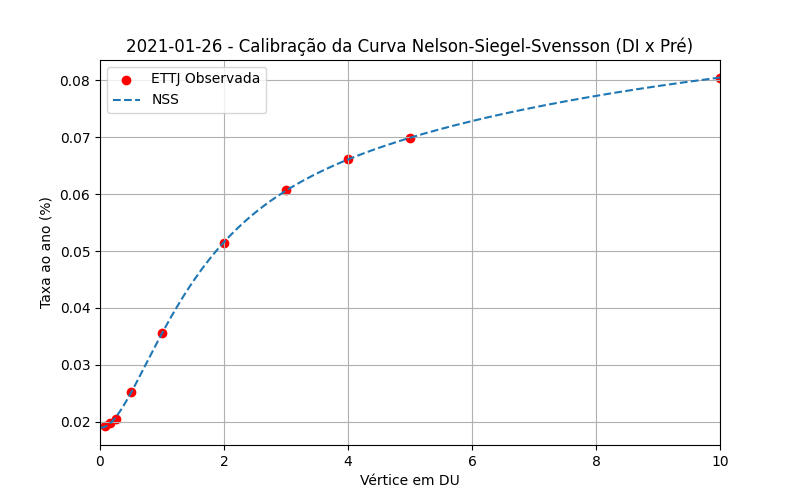 2021-01-26 - Calibração da Curva Nelson-Siegel-Svensson (DI x Pré)
ETTJ Observada
NSS
0.08
0.07
0.06
0.05
0.04
0.03
0.02
Taxa ao ano (%)
0 2 4 6 8 10
Vértice em DU